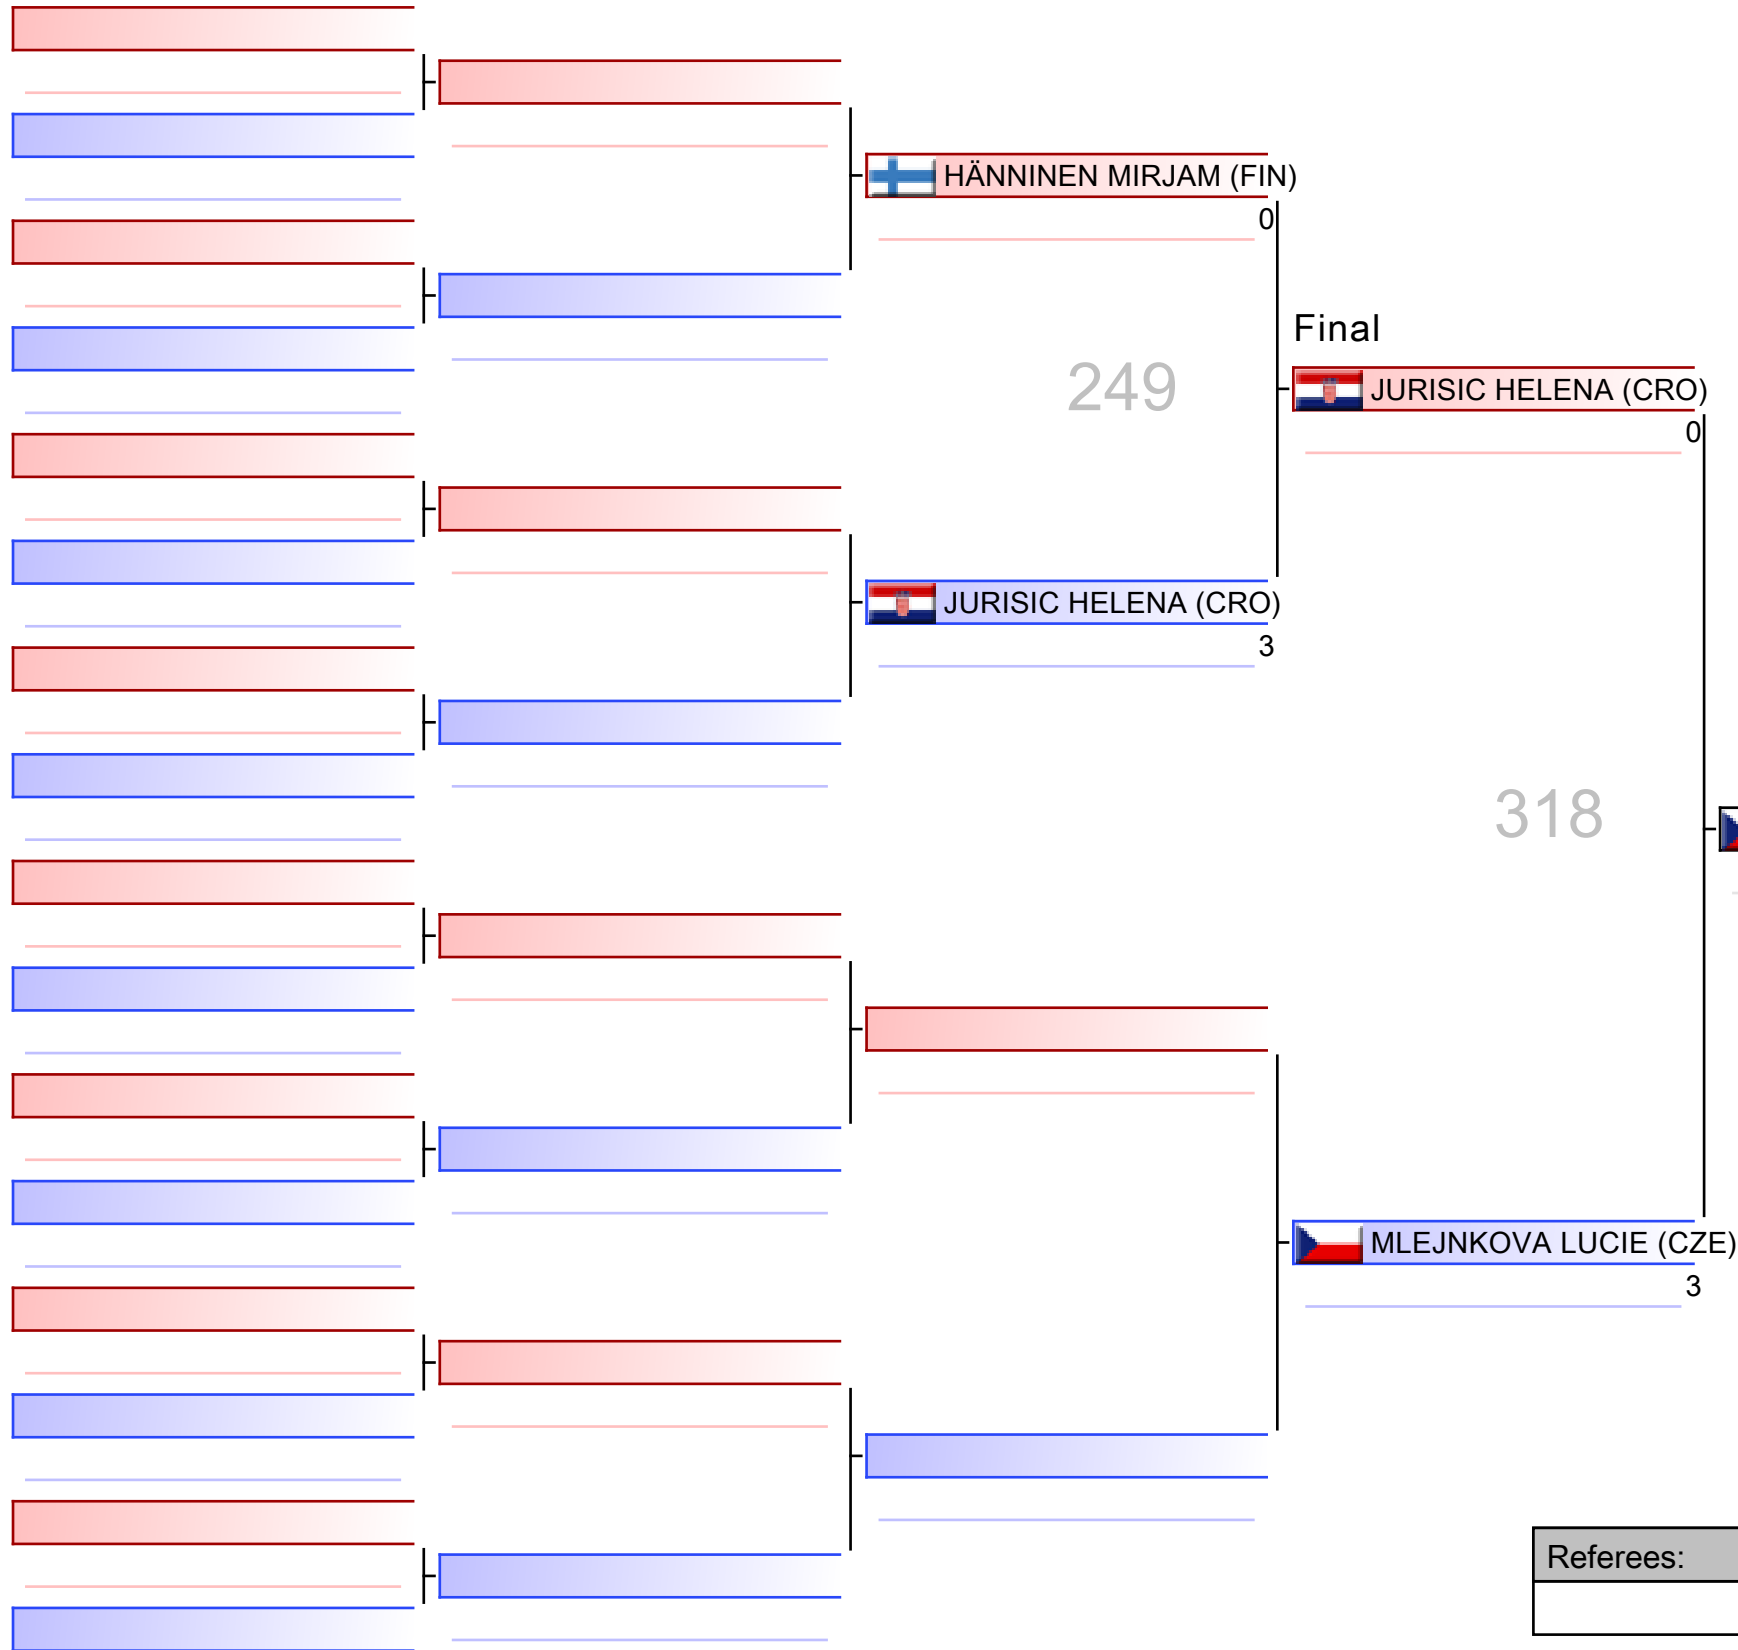 HÄNNINEN MIRJAM (FIN)
0
249
Final
JURISIC HELENA (CRO)
0
JURISIC HELENA (CRO)
3
318
MLEJNKOVA LUCIE (CZE)
3
Referees: